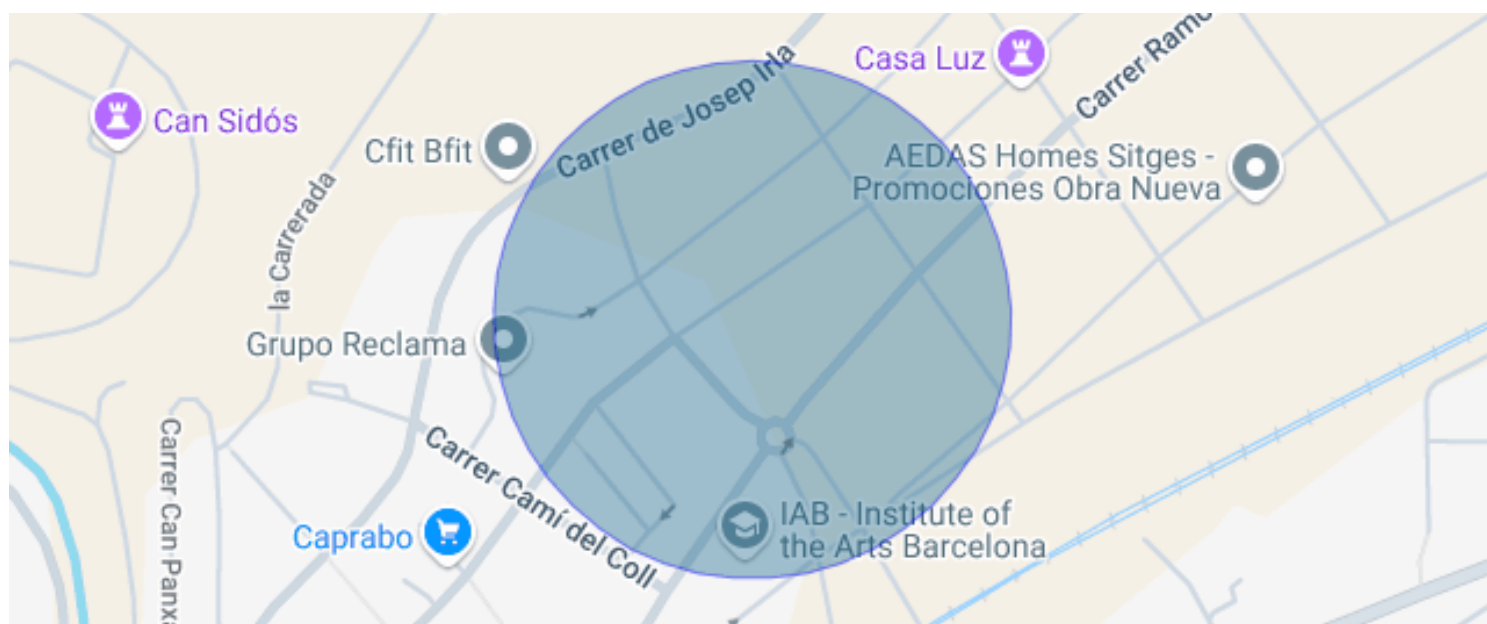 Casa Luz
Carrer Ramo
Carrer de Josep Irla
Can Sidós
Cfit Bfit
AEDAS Homes Sitges -
Promociones Obra Nueva
la Carrerada
Grupo Reclama
Carrer Camí del Coll
Carrer Can Panxa
Caprabo
IAB - Institute of
the Arts Barcelona